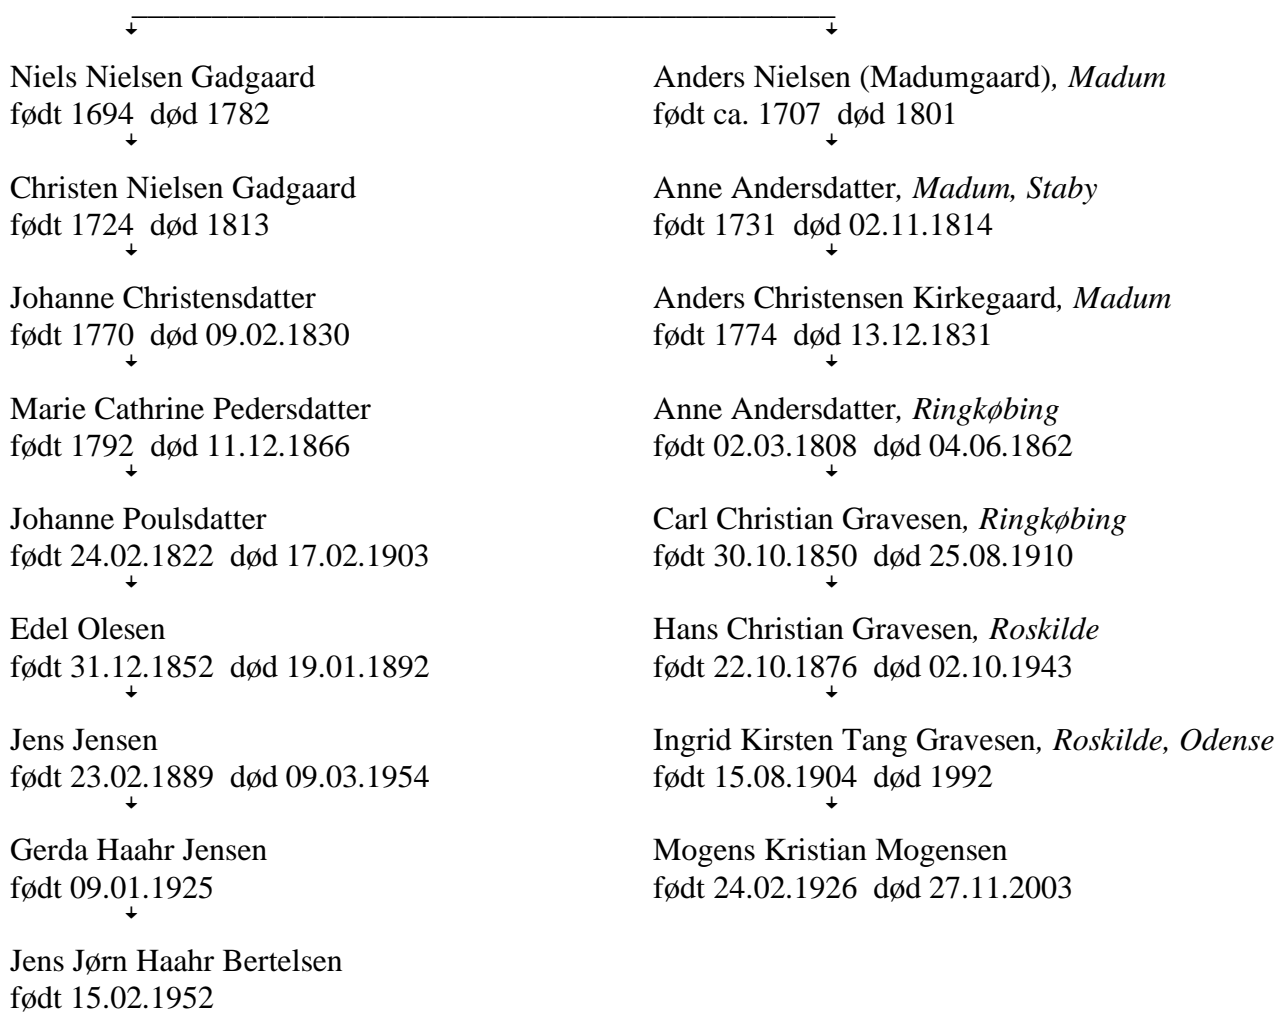 Niels Nielsen Gadgaard
født 1694 død 1782
Christen Nielsen Gadgaard
født 1724 død 1813
Johanne Christensdatter
født 1770 død 09.02.1830
Marie Cathrine Pedersdatter
født 1792 død 11.12.1866
Johanne Poulsdatter
født 24.02.1822 død 17.02.1903
Edel Olesen
født 31.12.1852 død 19.01.1892
Jens Jensen
født 23.02.1889 død 09.03.1954
Gerda Haahr Jensen
født 09.01.1925
Jens Jørn Haahr Bertelsen
født 15.02.1952
Anders Nielsen (Madumgaard), Madum
født ca. 1707 død 1801
Anne Andersdatter, Madum, Staby
født 1731 død 02.11.1814
Anders Christensen Kirkegaard, Madum
født 1774 død 13.12.1831
Anne Andersdatter, Ringkøbing
født 02.03.1808 død 04.06.1862
Carl Christian Gravesen, Ringkøbing
født 30.10.1850 død 25.08.1910
Hans Christian Gravesen, Roskilde
født 22.10.1876 død 02.10.1943
Ingrid Kirsten Tang Gravesen, Roskilde, Odense
født 15.08.1904 død 1992
Mogens Kristian Mogensen
født 24.02.1926 død 27.11.2003